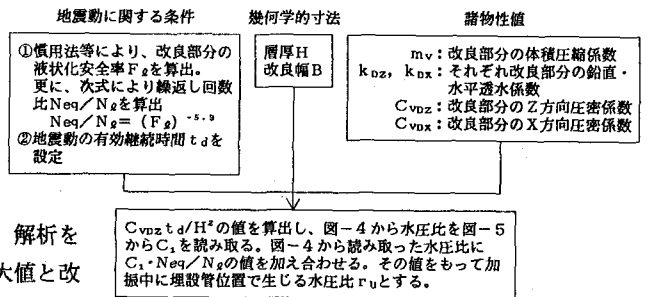 地震動に関する条件
幾何学的寸法
諸物性値
①慣用法等により、改良部分の
液状化安全率Fℓを算出。
更に、次式により繰返し回数
比Neq/Nℓを算出
Neq/Nℓ=(Fℓ)⁻⁵·⁹
②地震動の有効継続時間tdを
設定
層厚H
改良幅B
mv:改良部分の体積圧縮係数
kDZ, kDX:それぞれ改良部分の鉛直・
水平透水係数
CVDZ:改良部分のZ方向圧密係数
CVDX:改良部分のX方向圧密係数
解析を
大値と改
CVDZtd/H²の値を算出し、図-4から水圧比を図-5
からC₁を読み取る。図-4から読み取った水圧比に
C₁·Neq/Nℓの値を加え合わせる。その値をもって加
振中に埋設管位置で生じる水圧比ruとする。